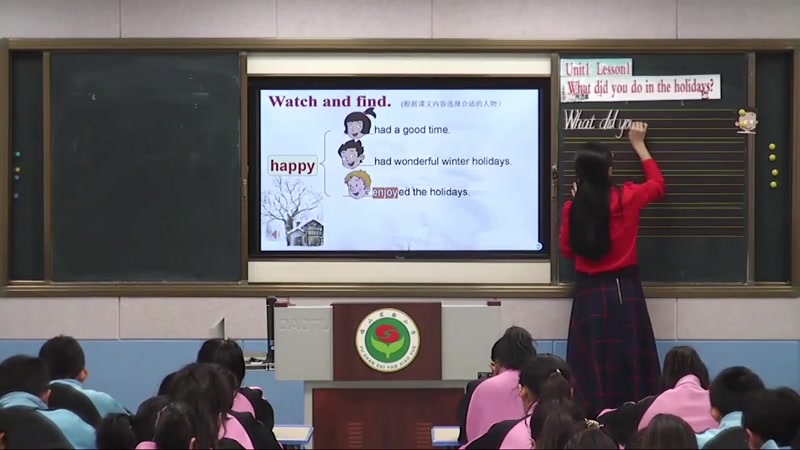 Watch and find. (根据课文内容选择合适的人物)
had a good time.
had wonderful winter holidays.
happy
enjoyed the holidays.
Unit1 Lesson1
What did you do in the holidays?
What did you